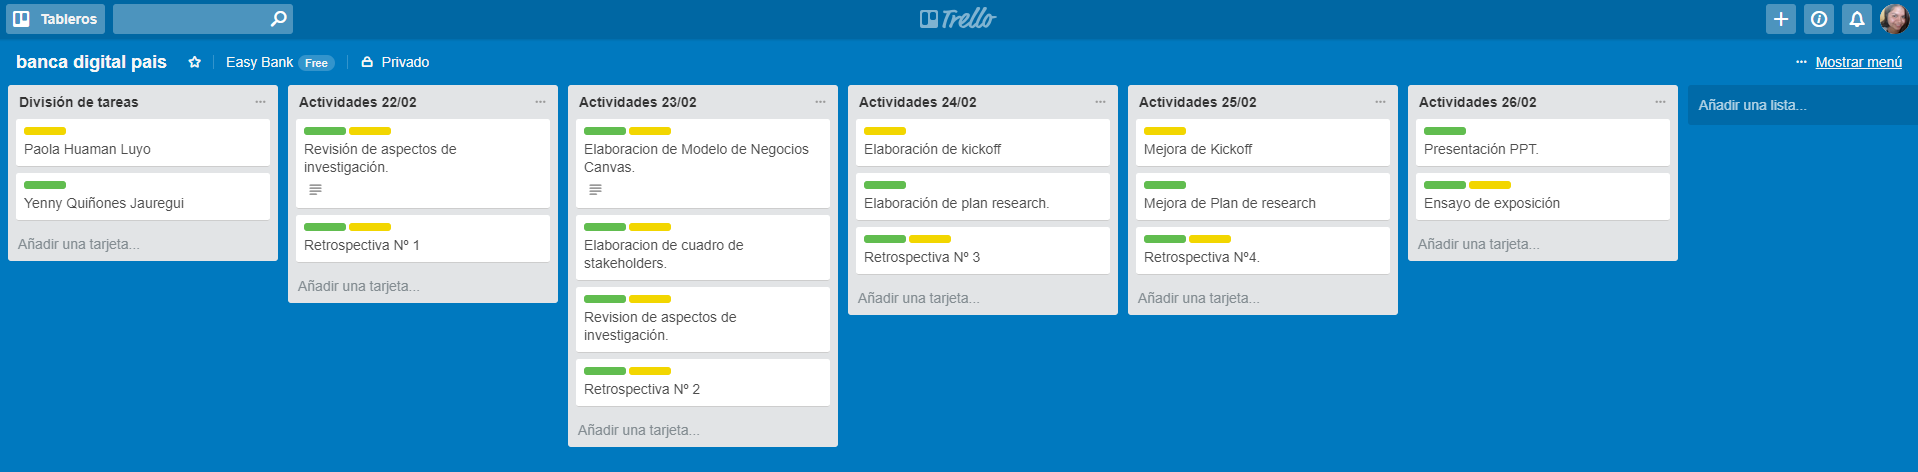 Tableros
Trello
banca digital pais
Easy Bank Free
Privado
··· Mostrar menú
División de tareas ···
Paola Huaman Luyo
Yenny Quiñones Jauregui
Añadir una tarjeta...
Actividades 22/02 ···
Revisión de aspectos de
investigación.
Retrospectiva Nº 1
Añadir una tarjeta...
Actividades 23/02 ···
Elaboracion de Modelo de Negocios
Canvas.
Elaboracion de cuadro de
stakeholders.
Revision de aspectos de
investigación.
Retrospectiva Nº 2
Añadir una tarjeta...
Actividades 24/02 ···
Elaboración de kickoff
Elaboración de plan research.
Retrospectiva Nº 3
Añadir una tarjeta...
Actividades 25/02 ···
Mejora de Kickoff
Mejora de Plan de research
Retrospectiva Nº4.
Añadir una tarjeta...
Actividades 26/02 ···
Presentación PPT.
Ensayo de exposición
Añadir una tarjeta...
Añadir una lista...